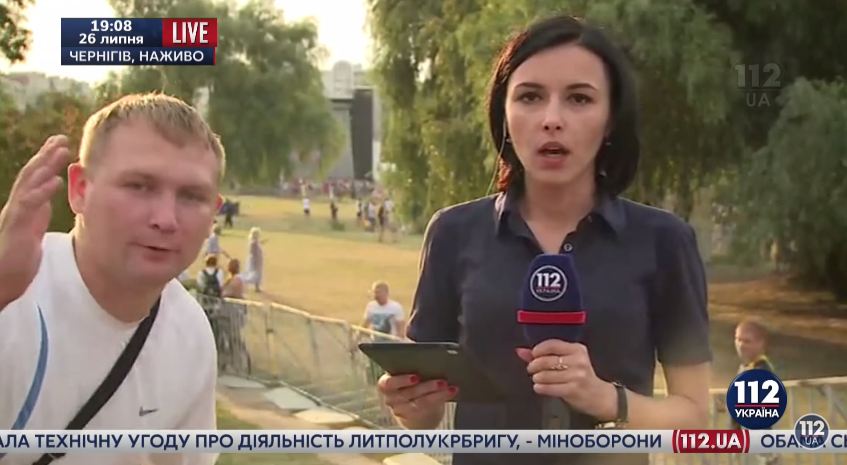 19:08
26 липня
LIVE
ЧЕРНІГІВ, НАЖИВО
112
UA
112
УКРАЇНА
112
УКРАЇНА
АЛА ТЕХНІЧНУ УГОДУ ПРО ДІЯЛЬНІСТЬ ЛИТПОЛУКРБРИГУ, - МІНОБОРОНИ (112.UA) ОБА
112